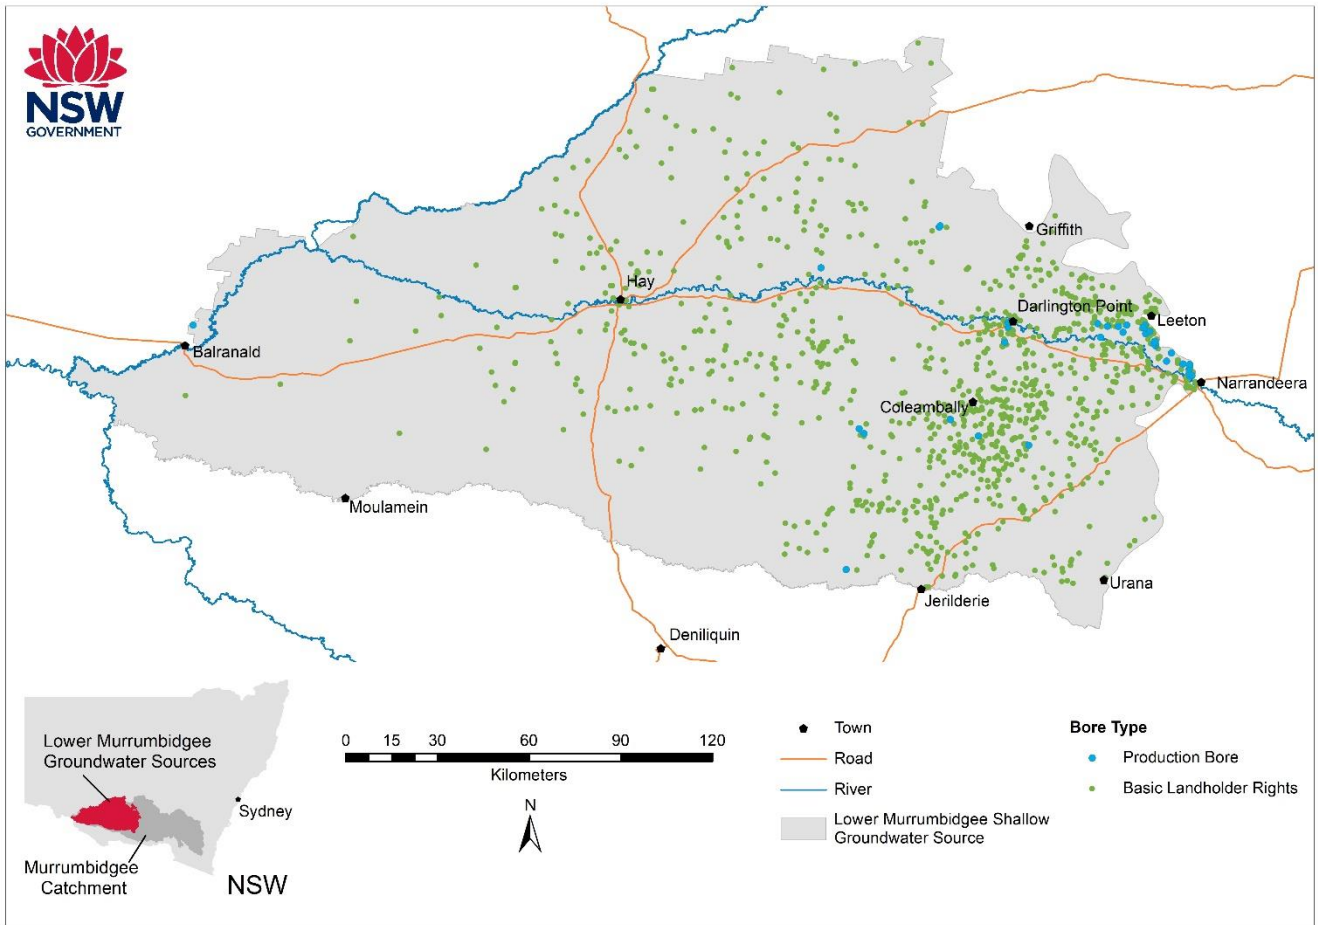 NSW
GOVERNMENT
Griffith
Hay
Darlington Point
Leeton
Balranald
Narrandeera
Coleambally
Moulamein
Urana
Jerilderie
Deniliquin
Lower Murrumbidgee
Groundwater Sources
Sydney
Murrumbidgee
Catchment
NSW
0 15 30 60 90 120
Kilometers
N
Town
Road
River
Lower Murrumbidgee Shallow
Groundwater Source
Bore Type
Production Bore
Basic Landholder Rights